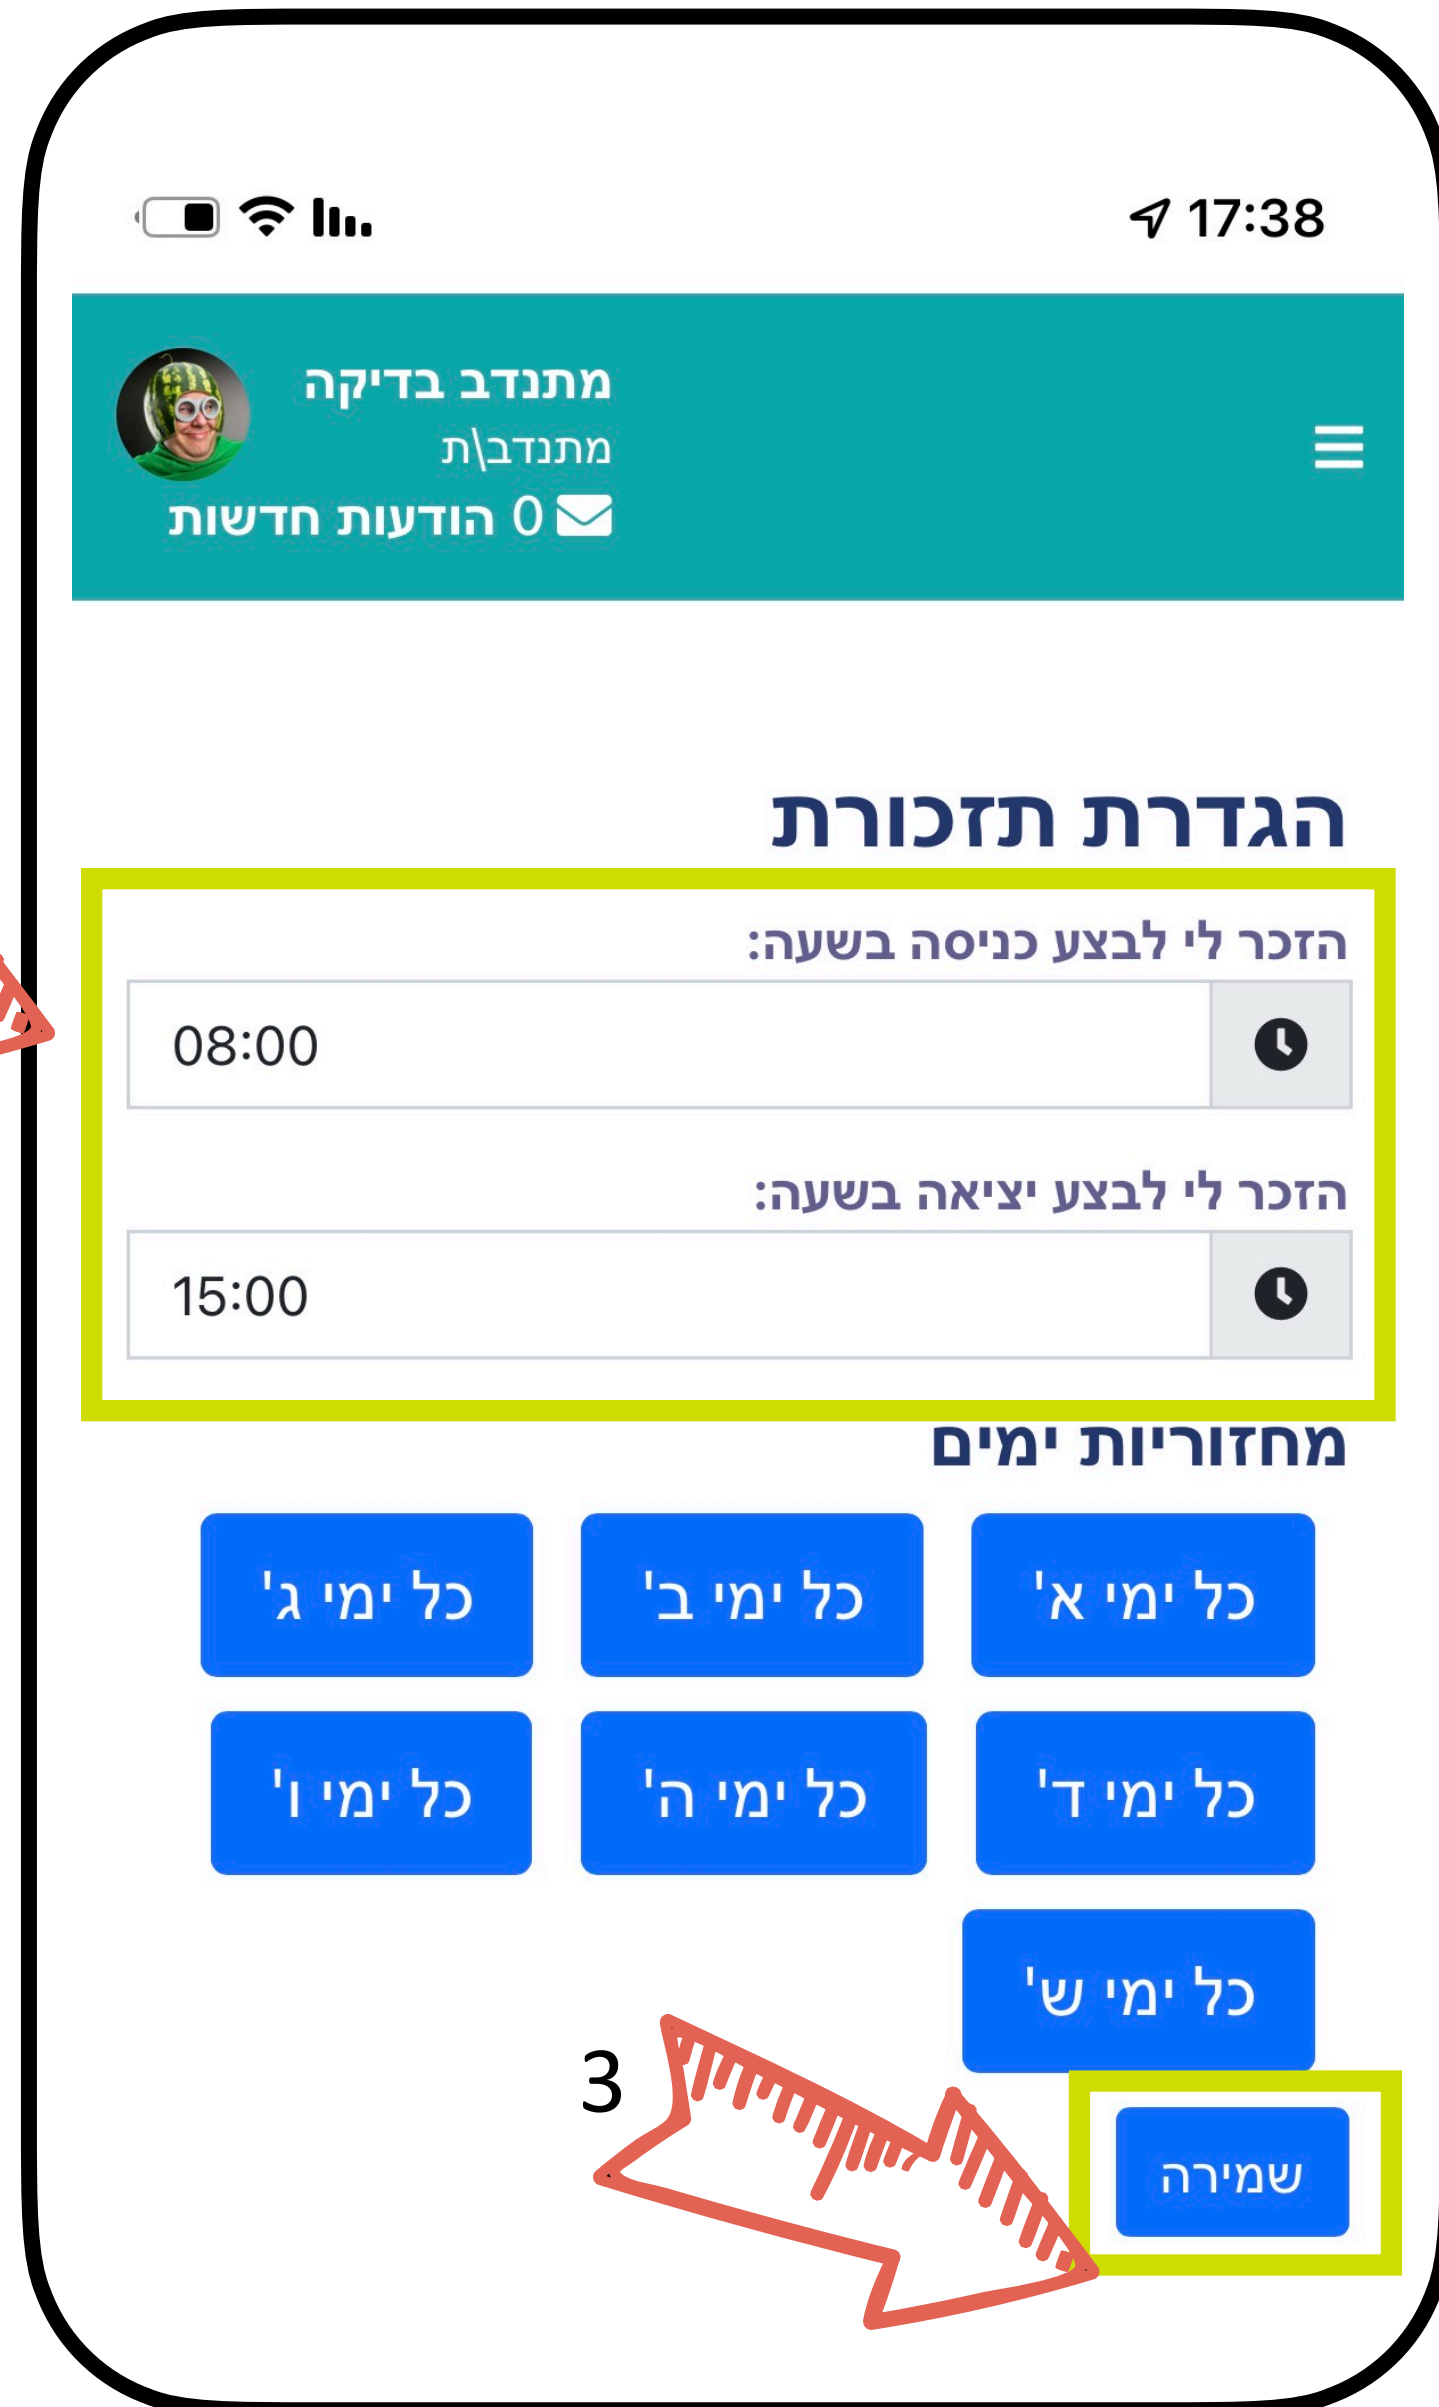 17:38
מתנדב בדיקה
מתנדב\ת
0 הודעות חדשות
הגדרת תזכורת
הזכר לי לבצע כניסה בשעה:
08:00
הזכר לי לבצע יציאה בשעה:
15:00
מחזוריות ימים
כל ימי א' כל ימי ב' כל ימי ג'
כל ימי ד' כל ימי ה' כל ימי ו'
כל ימי ש'
3
שמירה